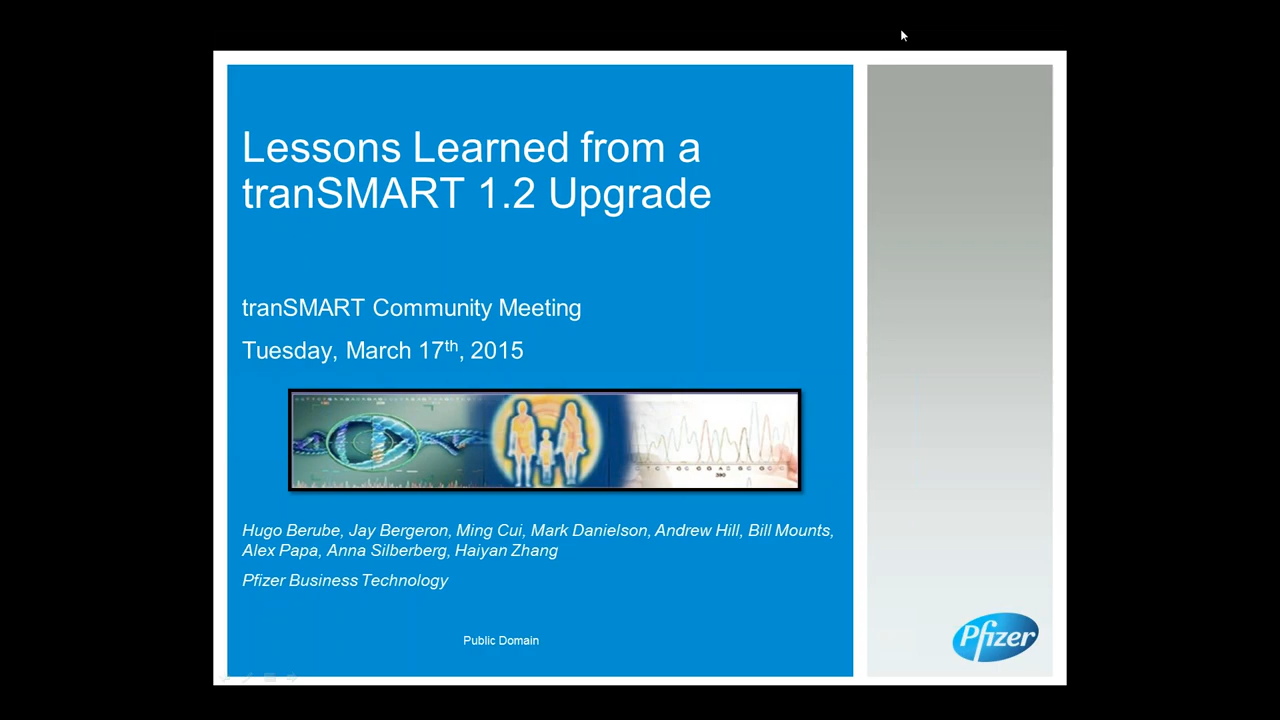 Lessons Learned from a
tranSMART 1.2 Upgrade
tranSMART Community Meeting
Tuesday, March 17th, 2015
Hugo Berube, Jay Bergeron, Ming Cui, Mark Danielson, Andrew Hill, Bill Mounts,
Alex Papa, Anna Silberberg, Haiyan Zhang
Pfizer Business Technology
Public Domain
Pfizer